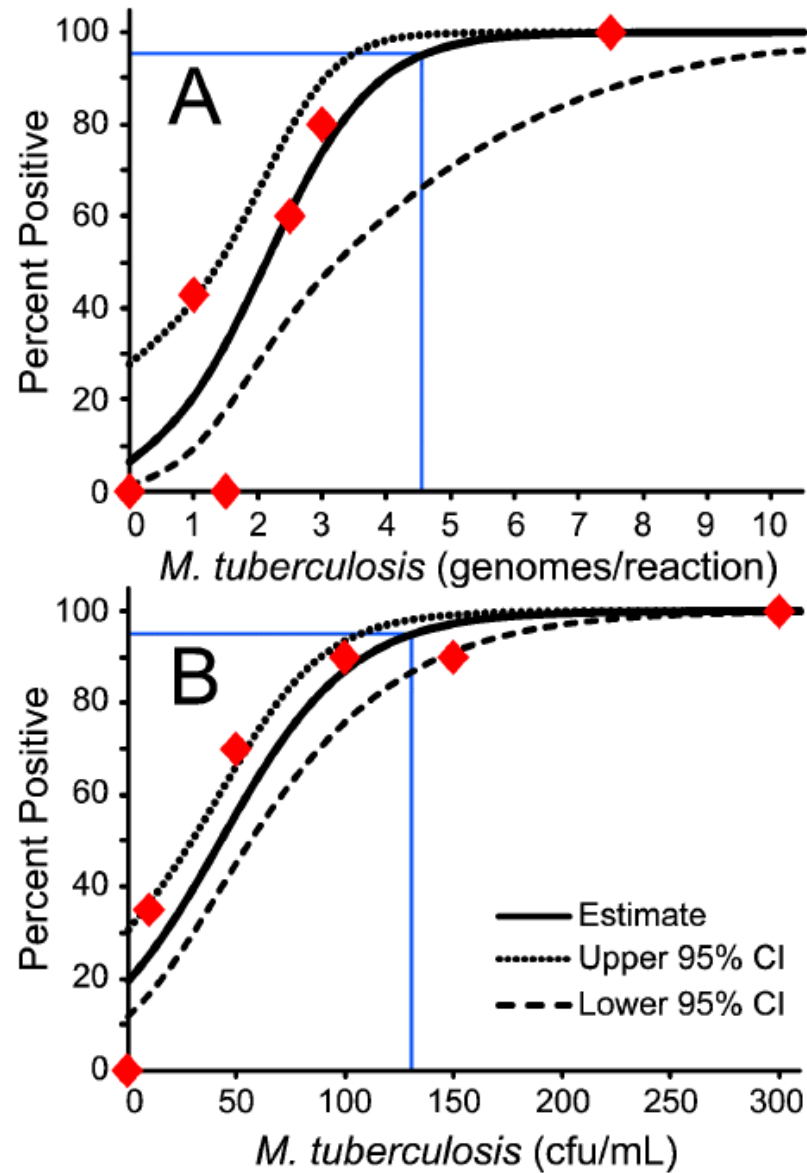 100
80
60
40
20
0
Percent Positive
A
0 1 2 3 4 5 6 7 8 9 10
M. tuberculosis (genomes/reaction)
100
80
60
40
20
0
Percent Positive
B
Estimate
Upper 95% CI
Lower 95% CI
0 50 100 150 200 250 300
M. tuberculosis (cfu/mL)